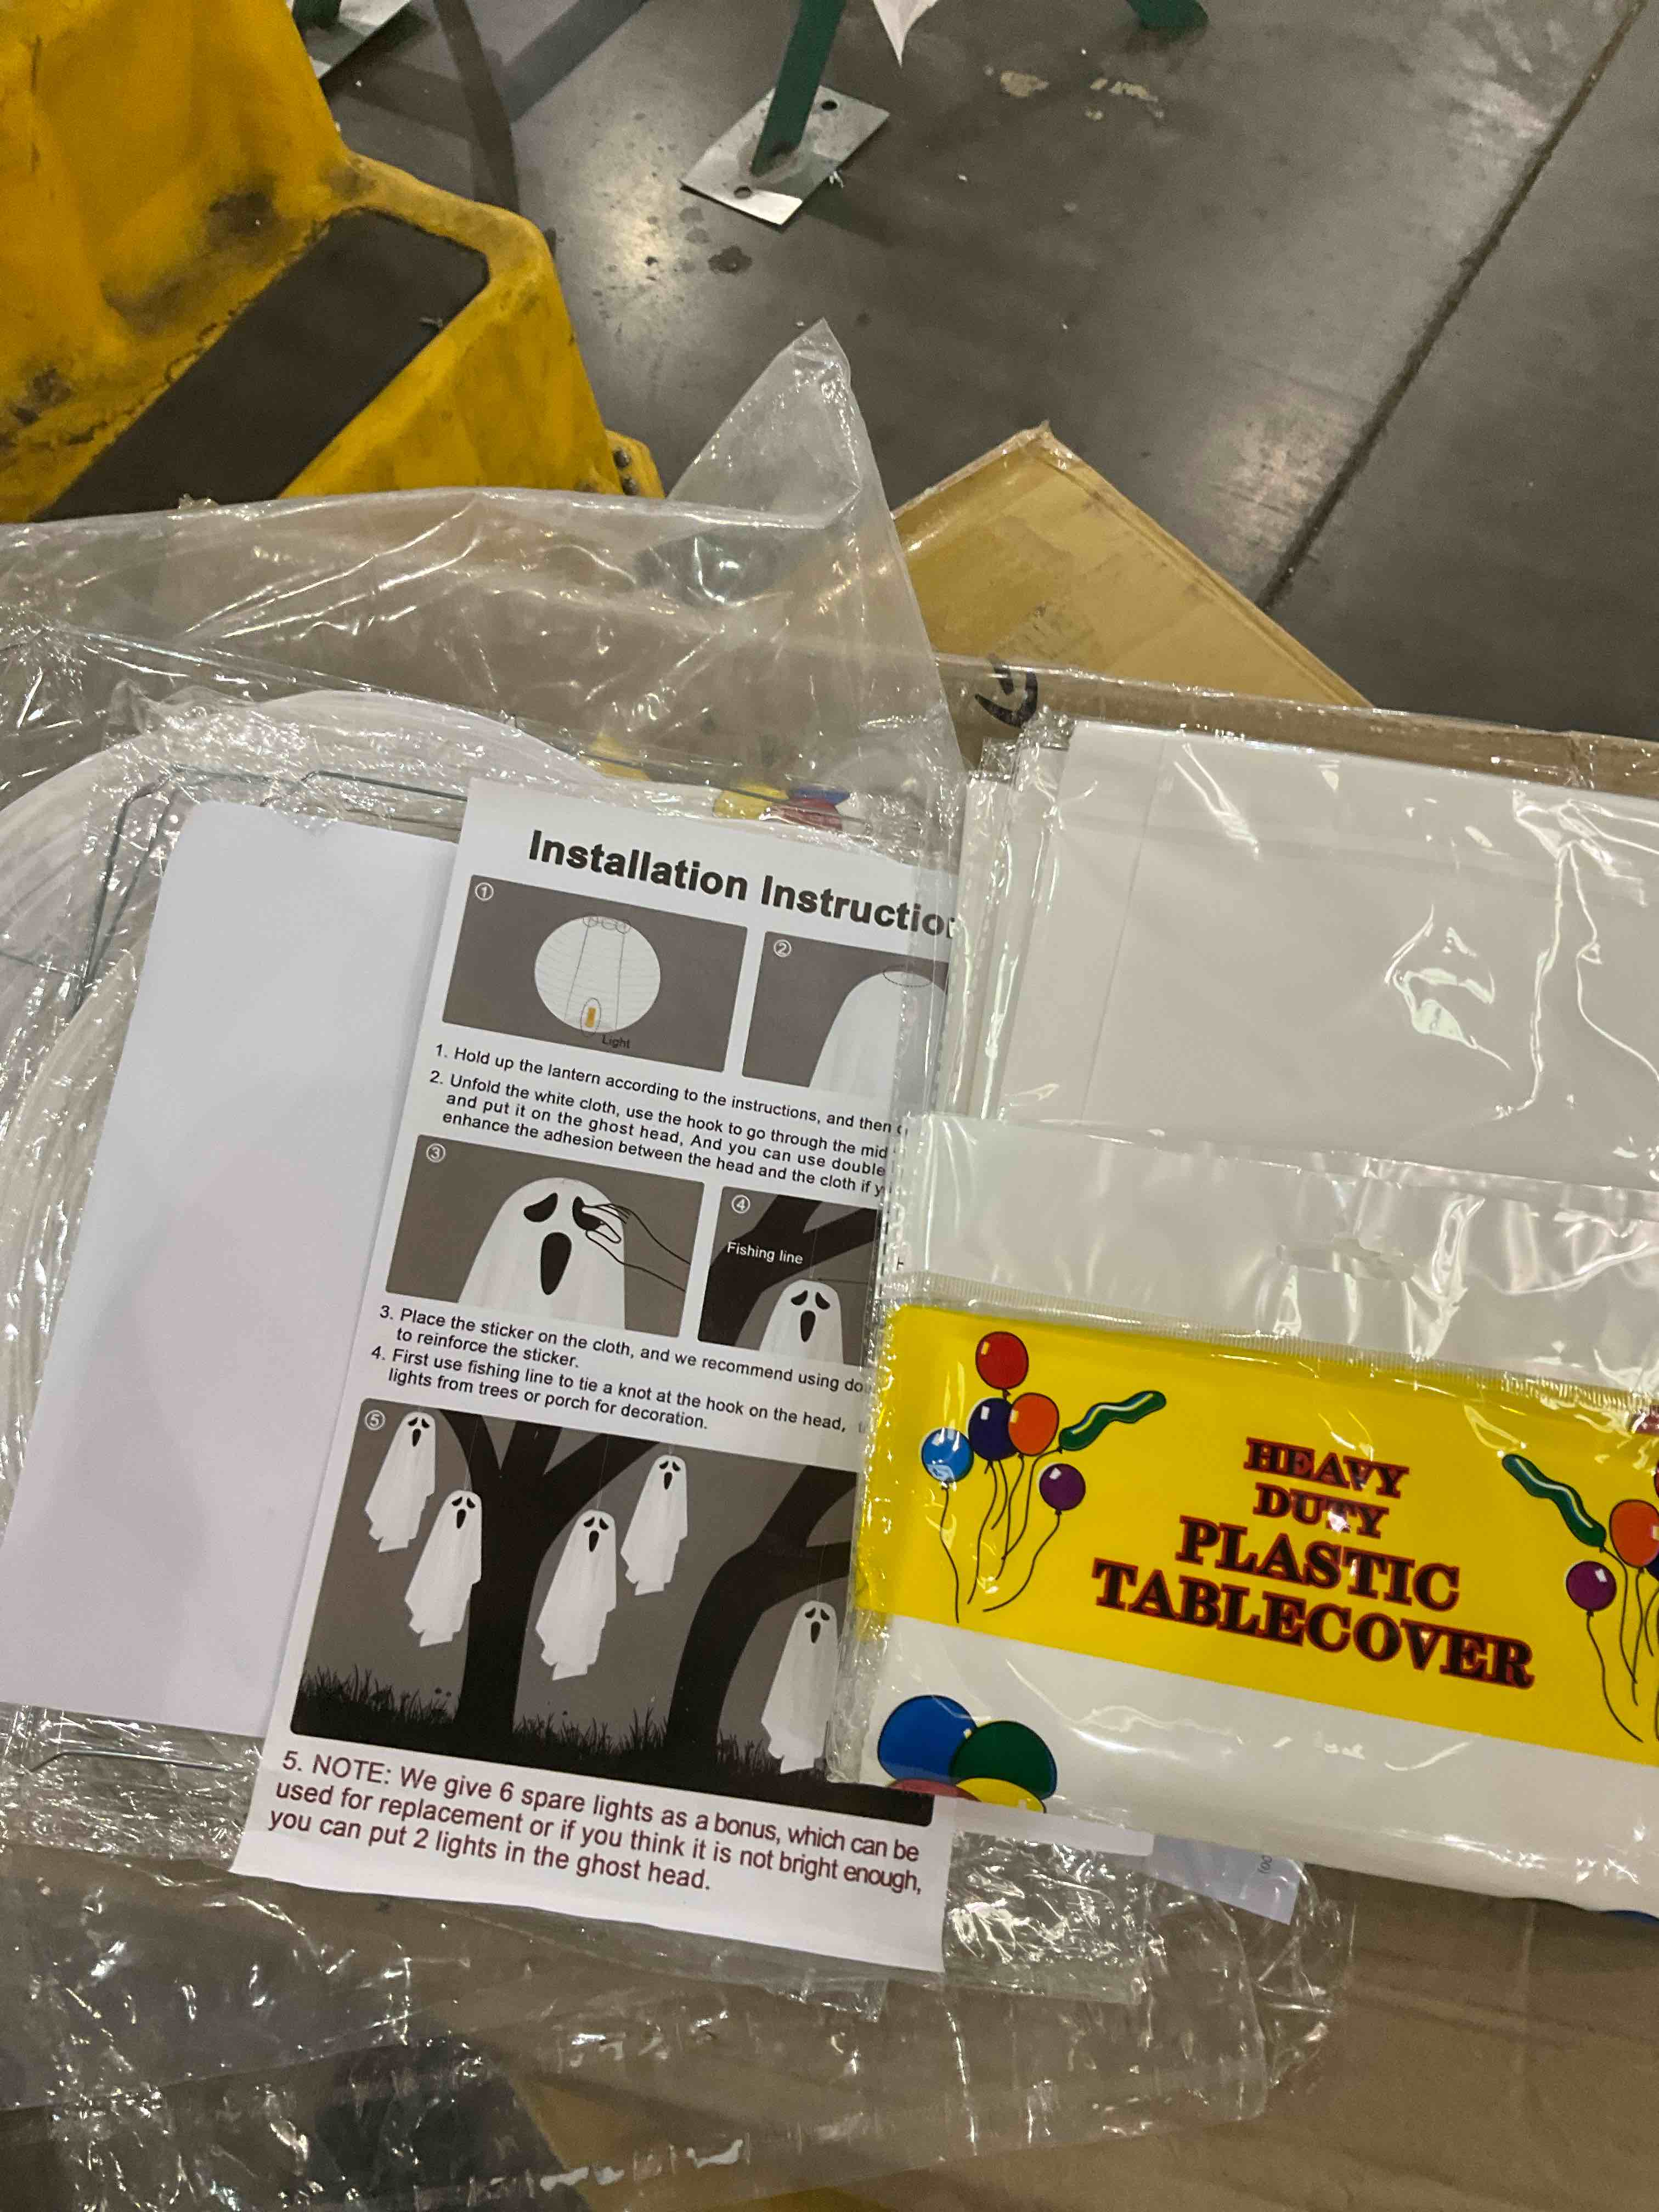 Installation Instructio
①
②
Light
1. Hold up the lantern according to the instructions, and then
2. Unfold the white cloth, use the hook to go through the mid
and put it on the ghost head, And you can use double
enhance the adhesion between the head and the cloth if y
③
④
Fishing line
3. Place the sticker on the cloth, and we recommend using do
to reinforce the sticker.
4. First use fishing line to tie a knot at the hook on the head,
lights from trees or porch for decoration.
⑤
5. NOTE: We give 6 spare lights as a bonus, which can be
used for replacement or if you think it is not bright enough,
you can put 2 lights in the ghost head.
HEAVY
DUTY
PLASTIC
TABLECOVER